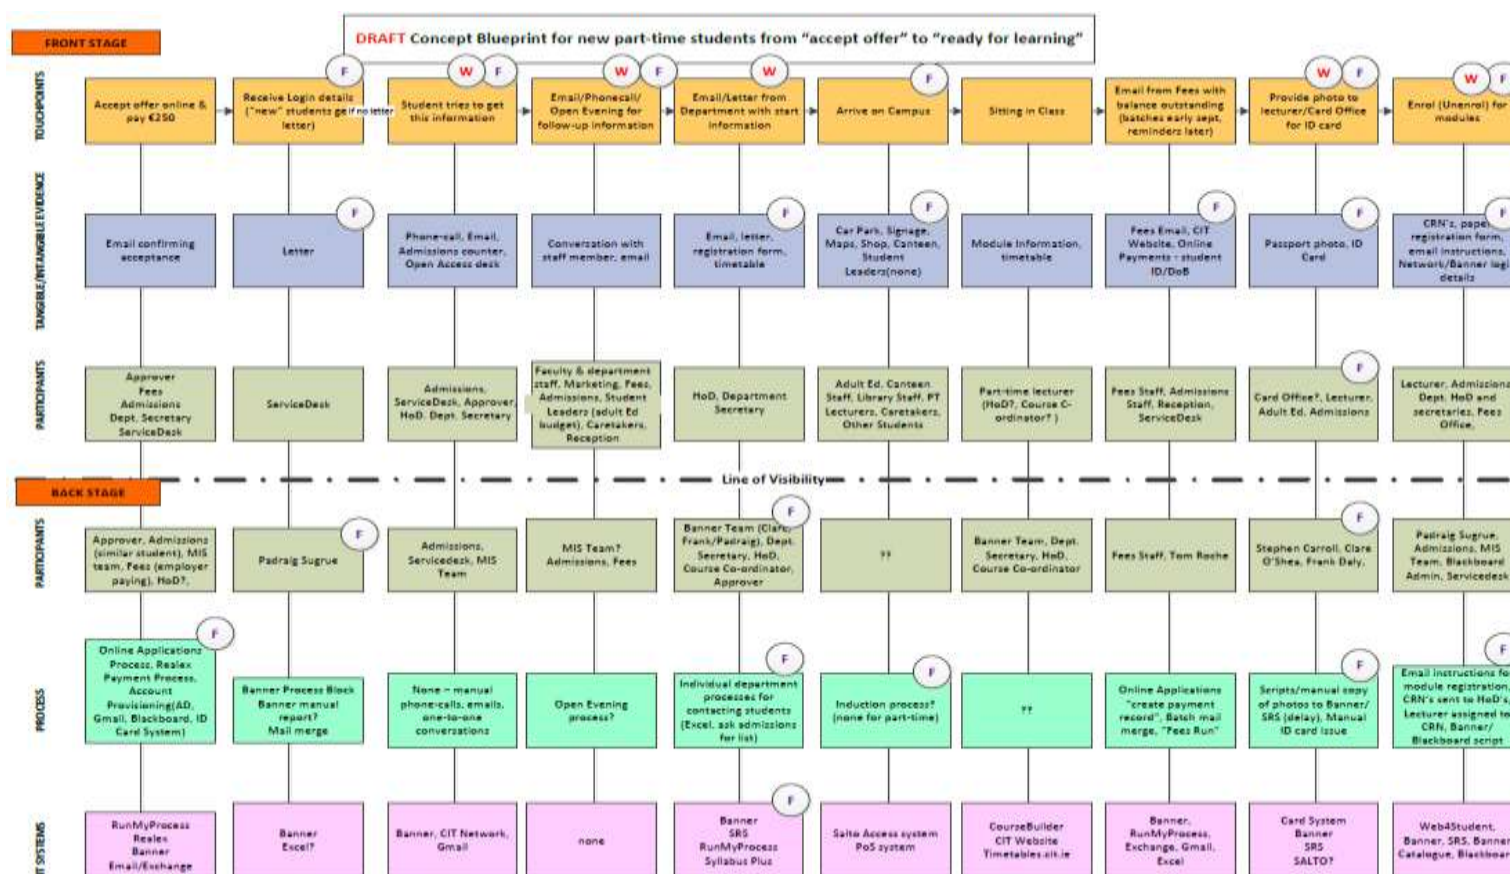 DRAFT Concept Blueprint for new part-time students from "accept offer" to "ready for learning"
FRONT STAGE
TOUCHPOINTS
Accept offer online &
pay €250
F
Receive Login details
("new" students get
letter)
if no letter
W F
Student tries to get
this information
W F
Email/Phonecall/
Open Evening for
follow-up information
W
Email/Letter from
Department with start
information
F
Arrive on Campus
Sitting in Class
Email from Fees with
balance outstanding
(batches early sept,
reminders later)
W F
Provide photo to
lecturer/Card Office
for ID card
W F
Enrol (Unenrol) for
modules
TANGIBLE/INTANGIBLE EVIDENCE
Email confirming
acceptance
F
Letter
Phone-call, Email,
Admissions counter,
Open Access desk
Conversation with
staff member, email
F
Email, letter,
registration form,
timetable
F
Car Park, Signage,
Maps, Shop, Canteen,
Student
Leaders(none)
Module Information,
timetable
F
Fees Email, CIT
Website, Online
Payments - student
ID/DoB
F
Passport photo, ID
Card
F
CRN's, paper
registration form,
email instructions,
Network/Banner login
details
PARTICIPANTS
Approver
Fees
Admissions
Dept. Secretary
ServiceDesk
ServiceDesk
Admissions,
ServiceDesk, Approver,
HoD. Dept. Secretary
Faculty & department
staff, Marketing, Fees,
Admissions, Student
Leaders (adult Ed
budget), Caretakers,
Reception
HoD, Department
Secretary
Adult Ed, Canteen
Staff, Library Staff, PT
Lecturers, Caretakers,
Other Students
Part-time lecturer
(HoD?, Course C-
ordinator? )
Fees Staff, Admissions
Staff, Reception,
ServiceDesk
F
Card Office?, Lecturer,
Adult Ed, Admissions
Lecturer, Admissions
Dept. HoD and
secretaries, Fees
Office,
Line of Visibility
BACK STAGE
PARTICIPANTS
Approver, Admissions
(similar student), MIS
team, Fees (employer
paying), HoD?,
F
Padraig Sugrue
Admissions,
Servicedesk, MIS
Team
MIS Team?
Admissions, Fees
F
Banner Team (Clare,
Frank/Padraig), Dept.
Secretary, HoD,
Course Co-ordinator,
Approver
??
Banner Team, Dept.
Secretary, HoD,
Course Co-ordinator
Fees Staff, Tom Roche
F
Stephen Carroll, Clare
O'Shea, Frank Daly,
Padraig Sugrue,
Admissions, MIS
Team, Blackboard
Admin, Servicedesk
PROCESS
F
Online Applications
Process, Realex
Payment Process,
Account
Provisioning(AD,
Gmail, Blackboard, ID
Card System)
Banner Process Block
Banner manual
report?
Mail merge
None – manual
phone-calls, emails,
one-to-one
conversations
Open Evening
process?
F
Individual department
processes for
contacting students
(Excel, ask admissions
for list)
F
Induction process?
(none for part-time)
??
Online Applications
"create payment
record", Batch mail
merge, "Fees Run"
F
Scripts/manual copy
of photos to Banner/
SRS (delay), Manual
ID card issue
F
Email instructions for
module registration,
CRN's sent to HoD's,
Lecturer assigned to
CRN, Banner/
Blackboard script
SYSTEMS
RunMyProcess
Realex
Banner
Email/Exchange
Banner
Excel?
Banner, CIT Network,
Gmail
none
F
Banner
SRS
RunMyProcess
Syllabus Plus
Salto Access system
PoS system
CourseBuilder
CIT Website
Timetables.cit.ie
Banner,
RunMyProcess,
Exchange, Gmail,
Excel
Card System
Banner
SRS
SALTO?
Web4Student,
Banner, SRS, Banner
Catalogue, Blackboard